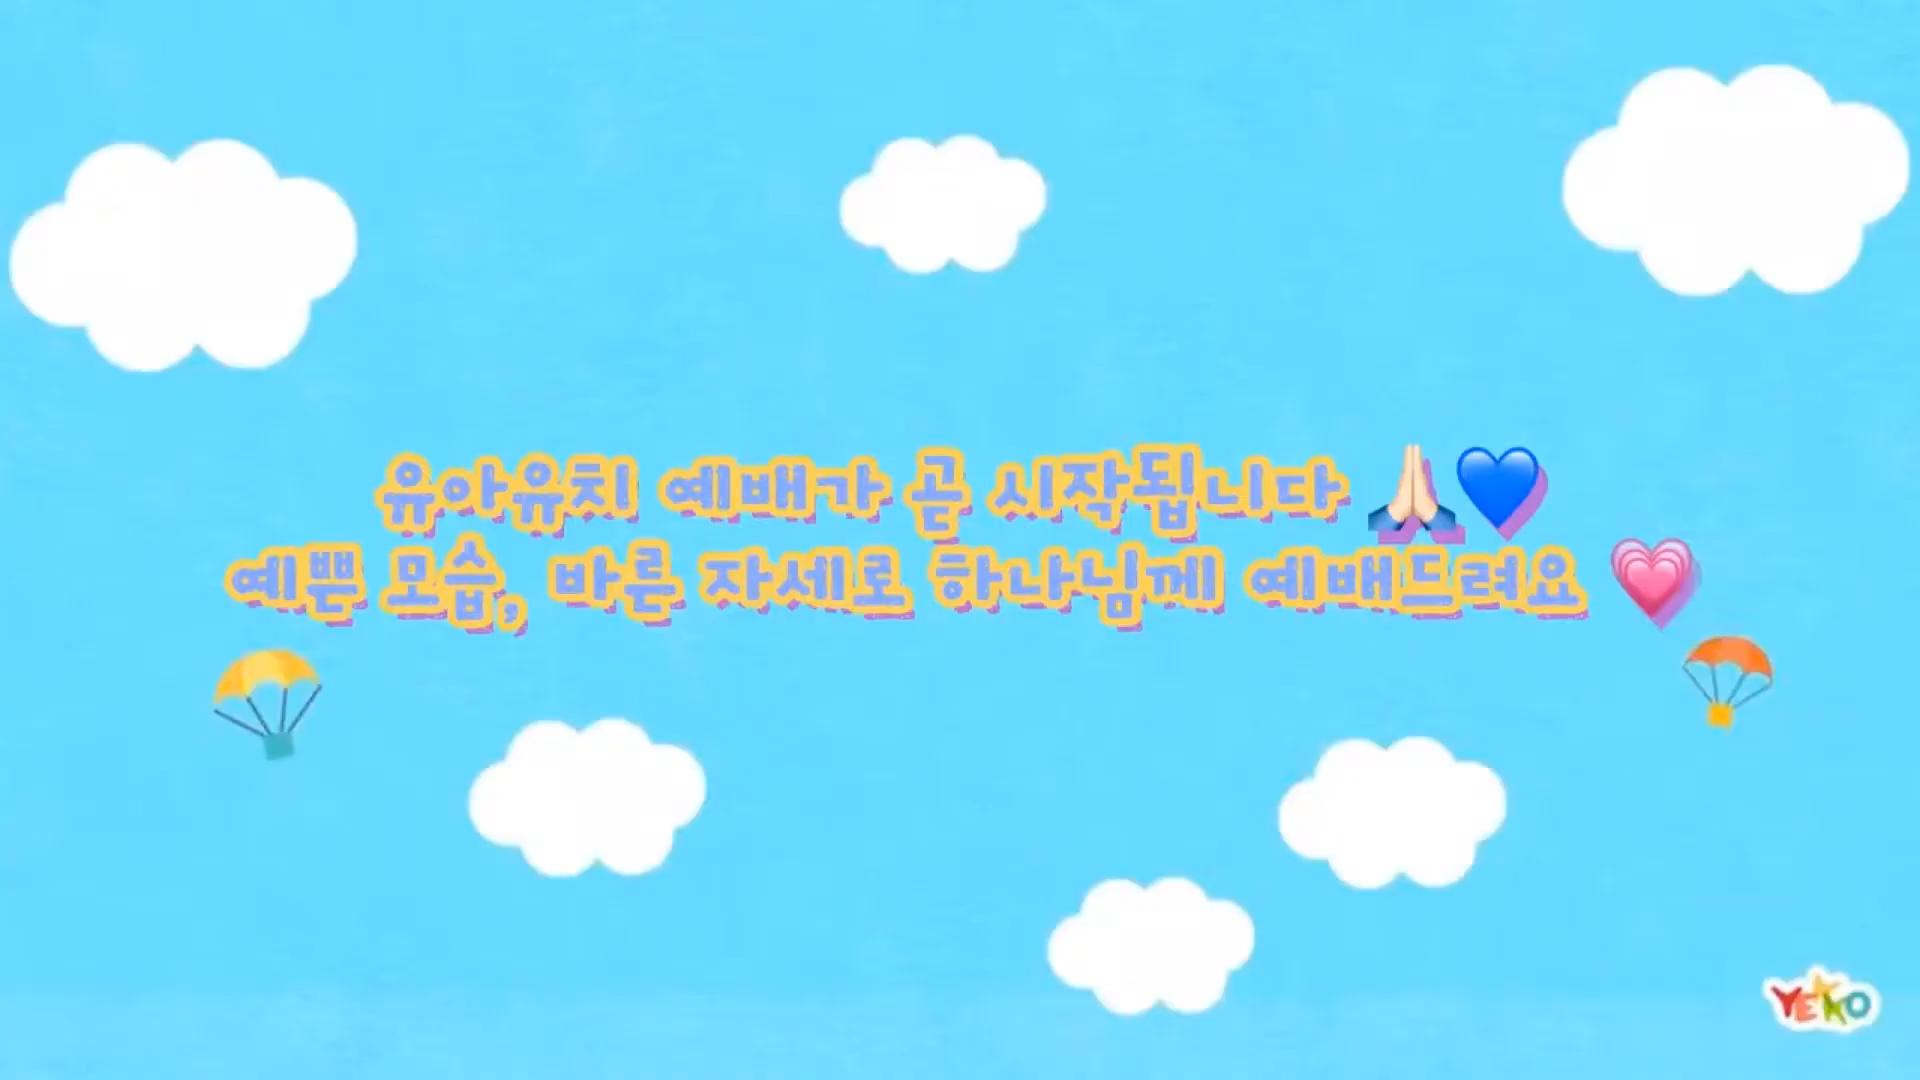 유아유치 예배가 곧 시작됩니다 🙏🏻💙
예쁜 모습, 바른 자세로 하나님께 예배드려요 💗
YEKKO